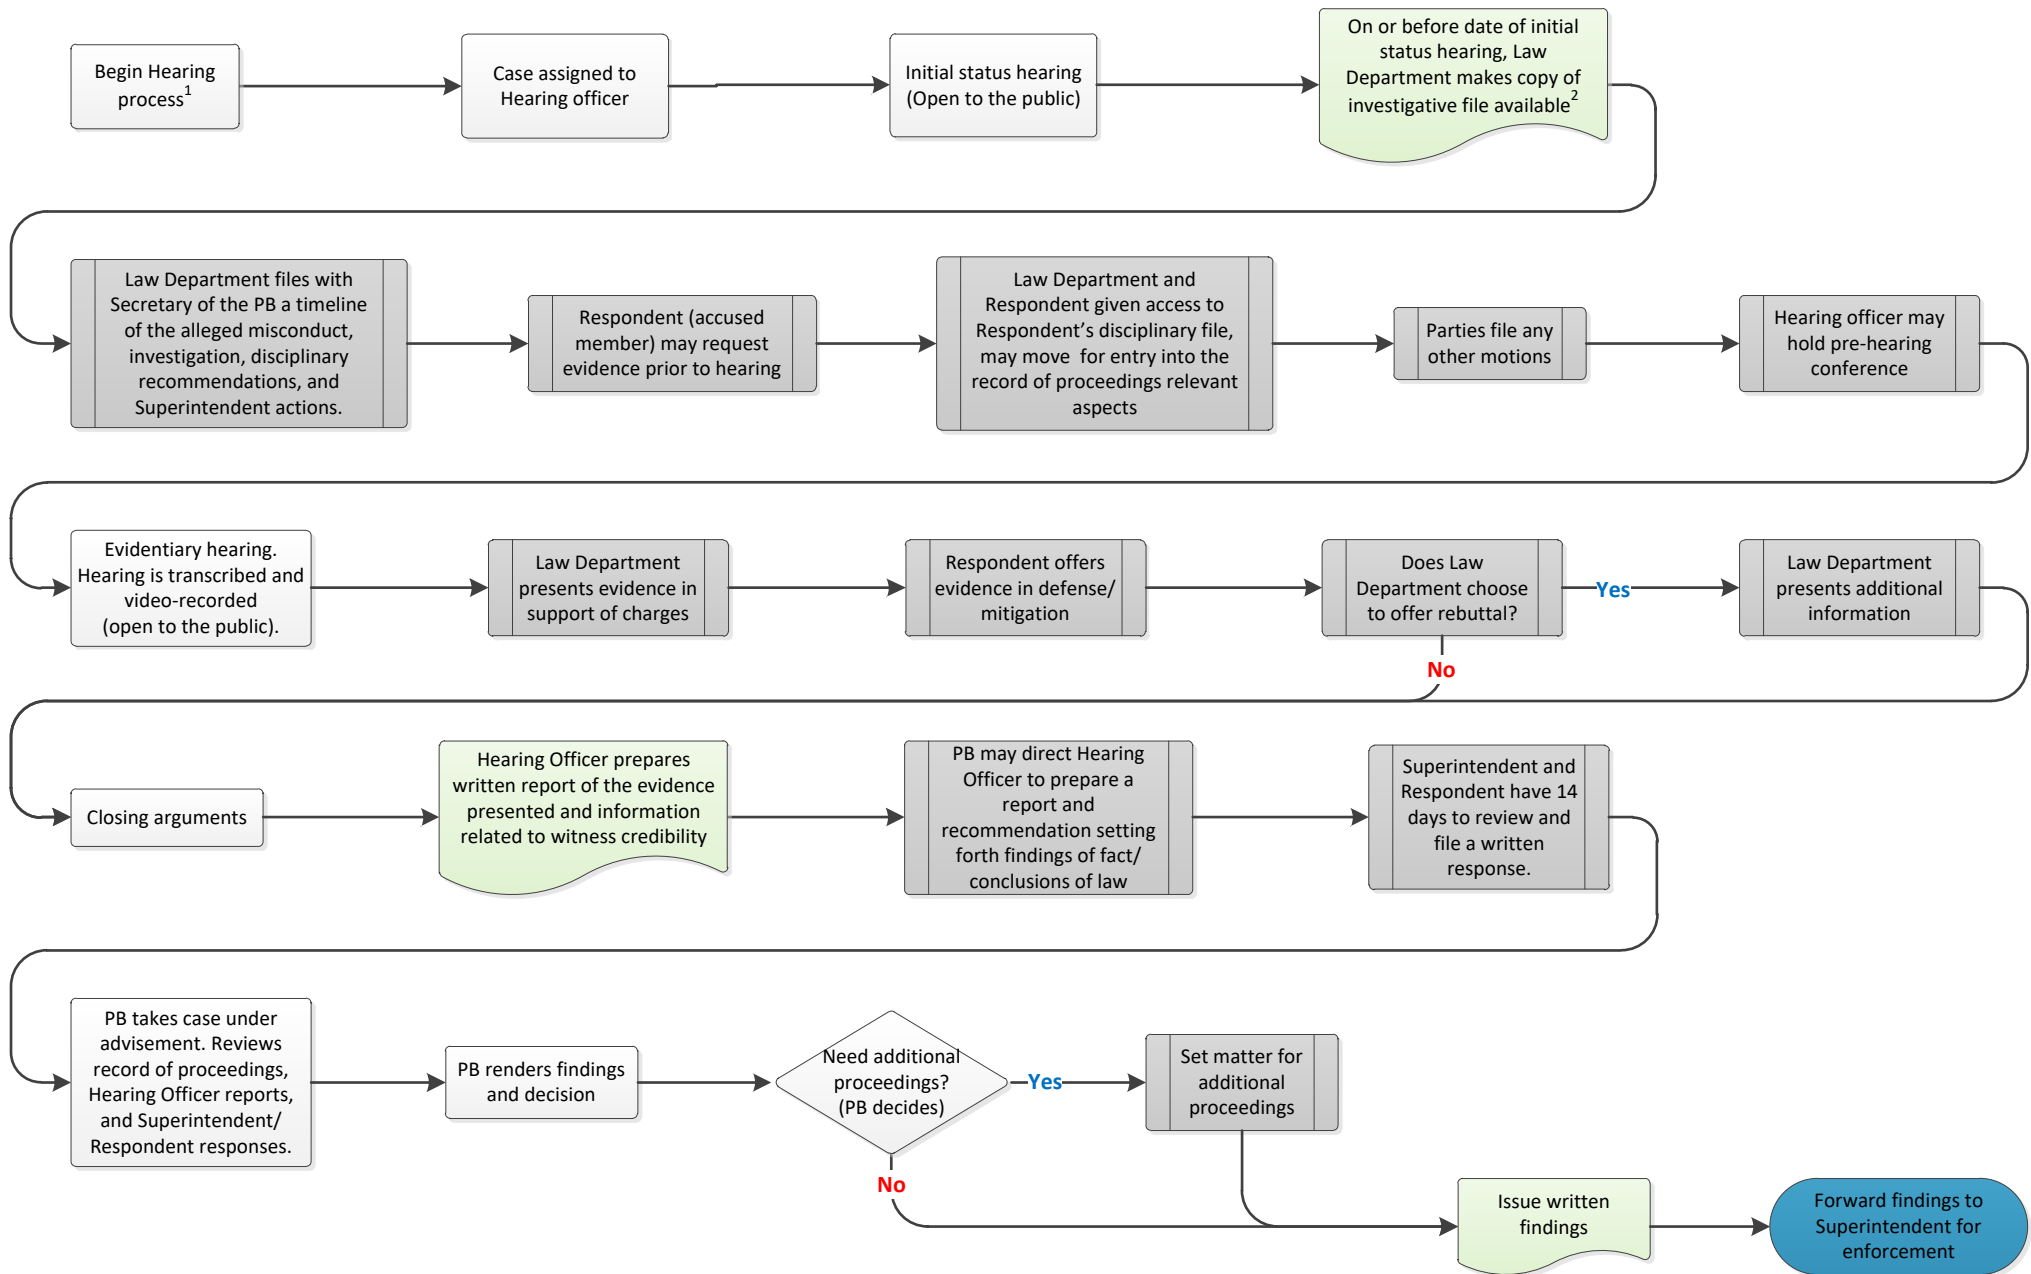 Begin Hearing
process1
Case assigned to
Hearing officer
Initial status hearing
(Open to the public)
On or before date of initial
status hearing, Law
Department makes copy of
investigative file available2
Law Department files with
Secretary of the PB a timeline
of the alleged misconduct,
investigation, disciplinary
recommendations, and
Superintendent actions.
Respondent (accused
member) may request
evidence prior to hearing
Law Department and
Respondent given access to
Respondent’s disciplinary file,
may move for entry into the
record of proceedings relevant
aspects
Parties file any
other motions
Hearing officer may
hold pre-hearing
conference
Evidentiary hearing.
Hearing is transcribed and
video-recorded
(open to the public).
Law Department
presents evidence in
support of charges
Respondent offers
evidence in defense/
mitigation
Does Law
Department choose
to offer rebuttal?
Yes
Law Department
presents additional
information
No
Closing arguments
Hearing Officer prepares
written report of the evidence
presented and information
related to witness credibility
PB may direct Hearing
Officer to prepare a
report and
recommendation setting
forth findings of fact/
conclusions of law
Superintendent and
Respondent have 14
days to review and
file a written
response.
PB takes case under
advisement. Reviews
record of proceedings,
Hearing Officer reports,
and Superintendent/
Respondent responses.
PB renders findings
and decision
Need additional
proceedings?
(PB decides)
Yes
Set matter for
additional
proceedings
No
Issue written
findings
Forward findings to
Superintendent for
enforcement